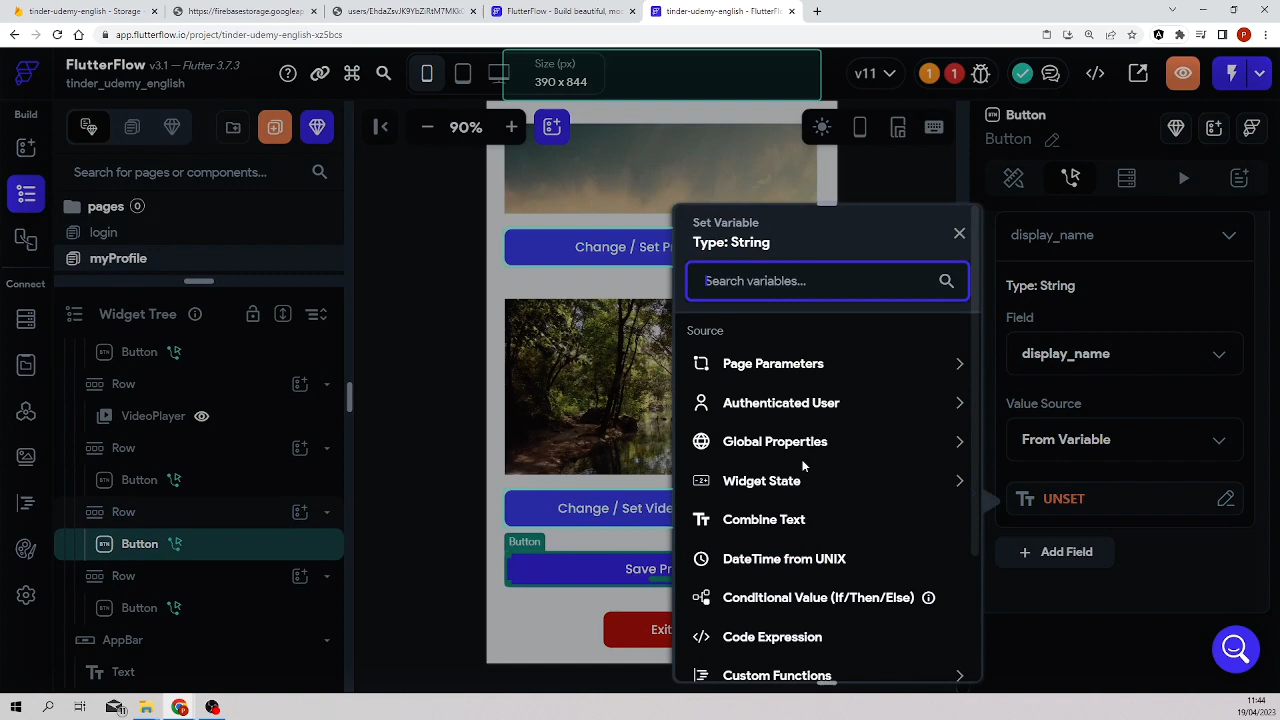 tinder-udemy-english - Storage -
https://firebasestorage.googleap
FlutterFlow - Build beautiful, mod
tinder-udemy-english - FlutterFl
app.flutterflow.io/project/tinder-udemy-english-xz5bcs
FlutterFlow v3.1 - Flutter 3.7.3
tinder_udemy_english
Size (px)
390 x 844
v11
1
1
Build
90%
Button
Button
Search for pages or components...
pages 0
login
myProfile
Connect
Widget Tree
Button
Row
VideoPlayer
Row
Button
Row
Button
Row
Button
AppBar
Text
Change / Set P
Change / Set Vide
Button
Save Pr
Exit
Set Variable
Type: String
Search variables...
Source
Page Parameters
Authenticated User
Global Properties
Widget State
Combine Text
DateTime from UNIX
Conditional Value (If/Then/Else)
Code Expression
Custom Functions
display_name
Type: String
Field
display_name
Value Source
From Variable
UNSET
+ Add Field
11:44
19/04/2023